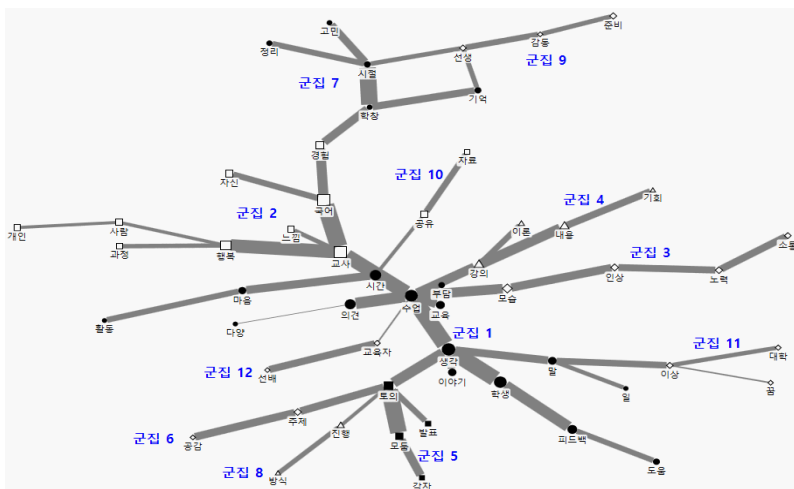 준비
고민
감동
정리
선생
군집 9
시절
군집 7
기억
학창
경험
자료
군집 10
자신
기회
군집 4
국어
군집 2
공유
이론
내용
개인
사람
느낌
소통
과정
행복
교사
군집 3
강의
인상
시간
노력
부담
모습
마음
의견
수업
교육
활동
다양
군집 1
교육자
군집 11
대학
생각
말
이상
군집 12
선배
이야기
꿈
토의
학생
일
주제
발표
진행
군집 6
공감
모둠
피드백
군집 5
군집 8
방식
각자
도움